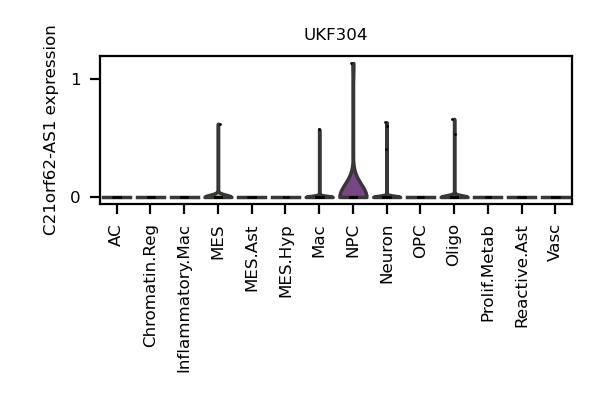 UKF304
C21orf62-AS1 expression
1
0
AC
Chromatin.Reg
Inflammatory.Mac
MES
MES.Ast
MES.Hyp
Mac
NPC
Neuron
OPC
Oligo
Prolif.Metab
Reactive.Ast
Vasc